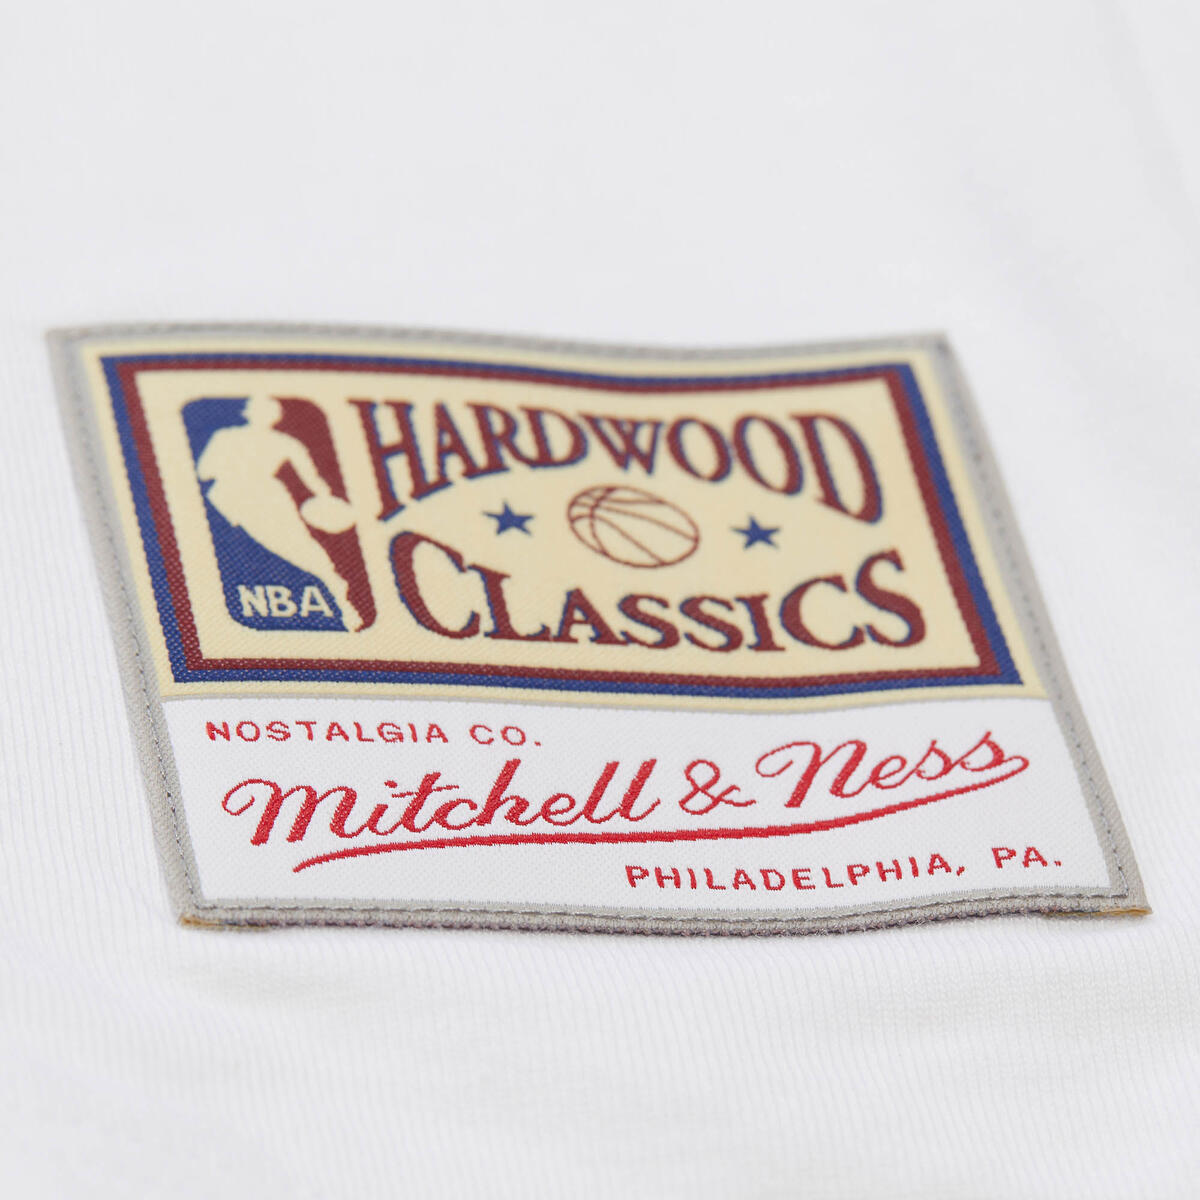 HARDWOOD
CLASSICS
NBA
NOSTALGIA CO.
Mitchell & Ness
PHILADELPHIA, PA.